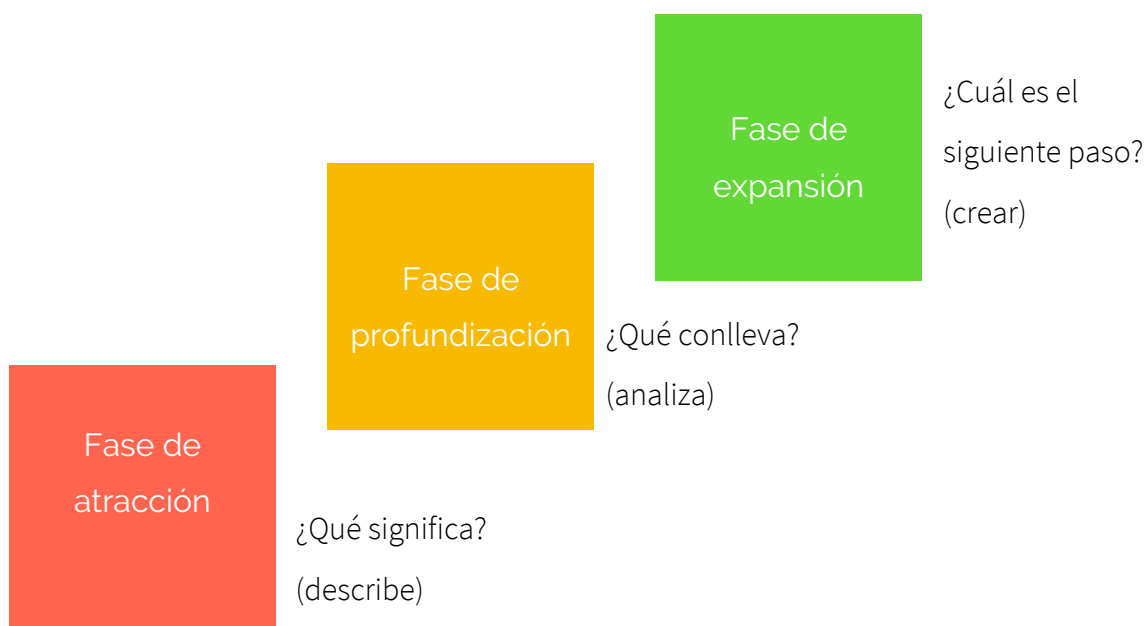 Fase de
atracción
¿Qué significa?
(describe)
Fase de
profundización
¿Qué conlleva?
(analiza)
Fase de
expansión
¿Cuál es el
siguiente paso?
(crear)